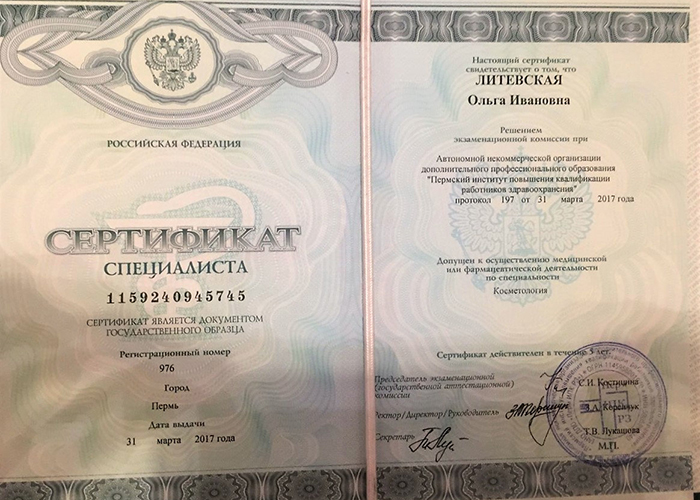 РОССИЙСКАЯ ФЕДЕРАЦИЯ
СЕРТИФИКАТ
СПЕЦИАЛИСТА
1159240945745
СЕРТИФИКАТ ЯВЛЯЕТСЯ ДОКУМЕНТОМ
ГОСУДАРСТВЕННОГО ОБРАЗЦА
Регистрационный номер
976
Город
Пермь
Дата выдачи
31 марта 2017 года
Настоящий сертификат
свидетельствует о том, что
ЛИТЕВСКАЯ
Ольга Ивановна
Решением
экзаменационной комиссии при
Автономной некоммерческой организации
дополнительного профессионального образования
"Пермский институт повышения квалификации
работников здравоохранения"
протокол 197 от 31 марта 2017 года
Допущен к осуществлению медицинской
или фармацевтической деятельности
по специальности
Косметология
Сертификат действителен в течение 5 лет.
Председатель экзаменационной
(государственной аттестационной)
комиссии
С.И. Костицина
Ректор/Директор/Руководитель
Секретарь
Т.В. Лукашова
М.П.